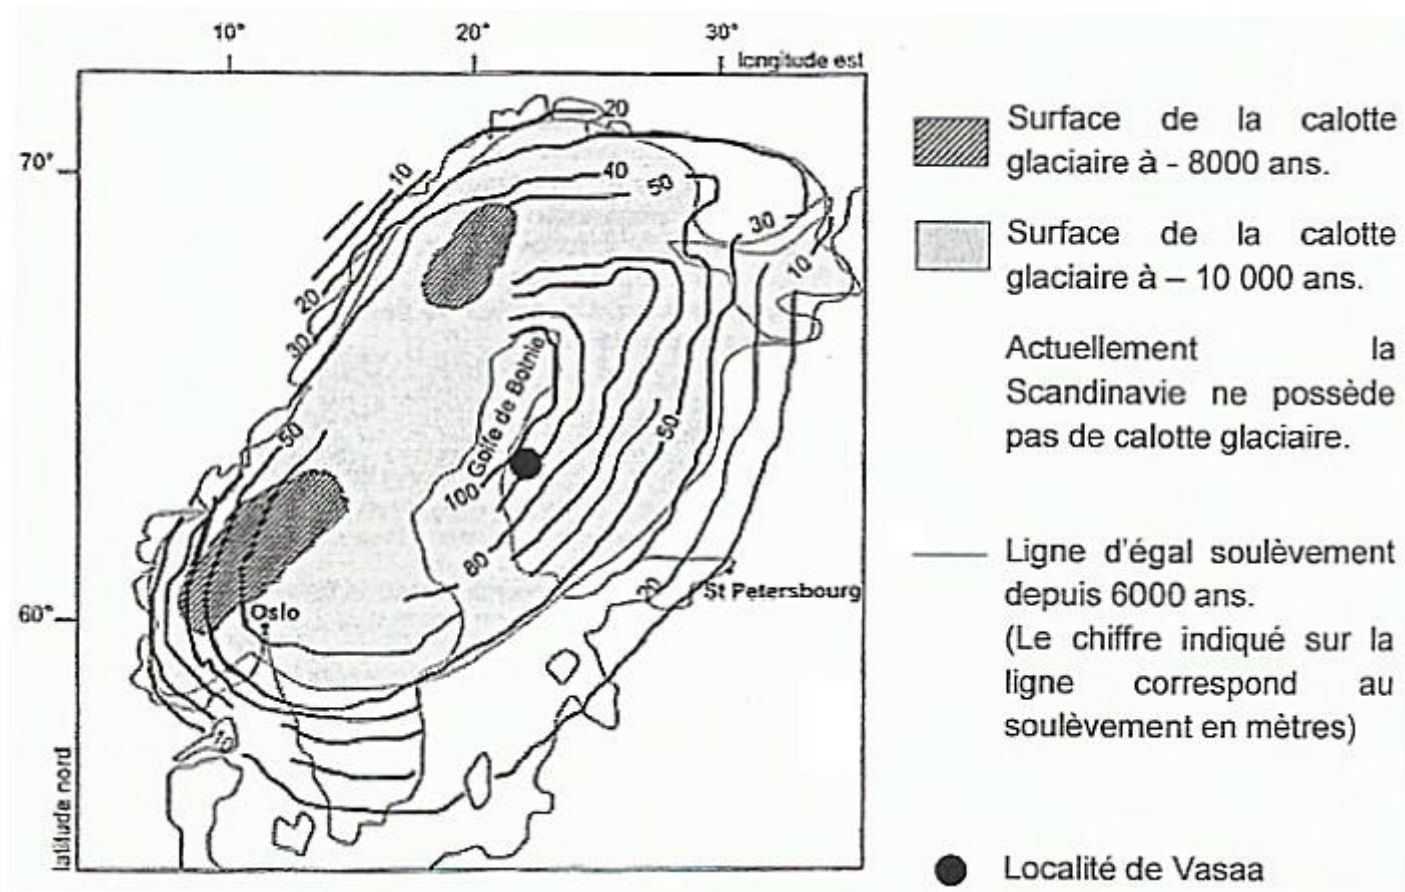 10°
20°
30°
longitude est
70°
60°
latitude nord
20
10
40
50
30
10
20
30
50
Golfe de Botnie
50
100
80
20
St Petersbourg
Oslo
Surface de la calotte
glaciaire à - 8000 ans.
Surface de la calotte
glaciaire à – 10 000 ans.
Actuellement la
Scandinavie ne possède
pas de calotte glaciaire.
Ligne d'égal soulèvement
depuis 6000 ans.
(Le chiffre indiqué sur la
ligne correspond au
soulèvement en mètres)
Localité de Vasaa